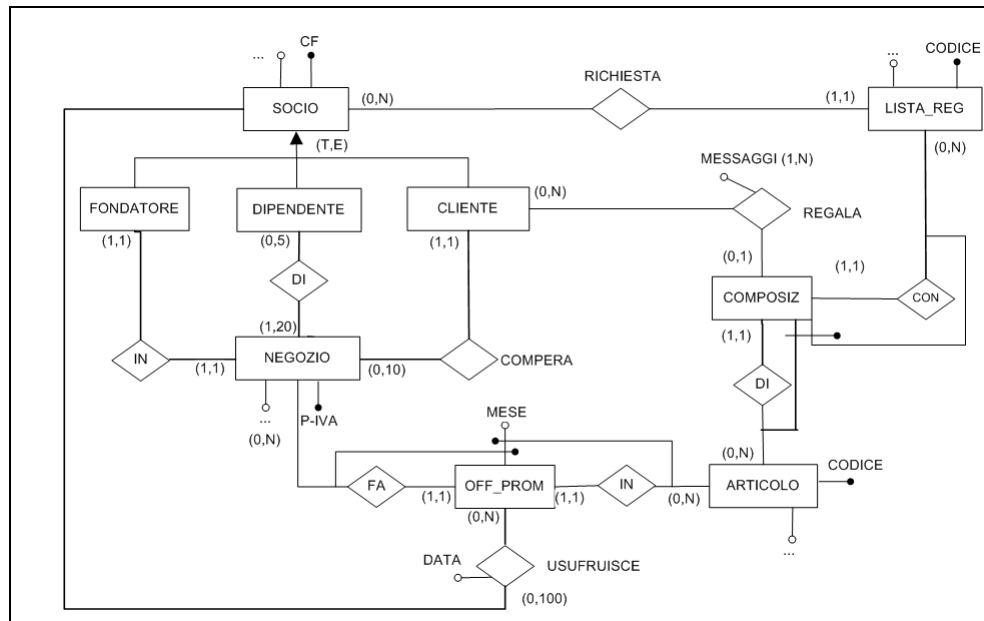 CF
...
SOCIO
(0,N)
RICHIESTA
(1,1)
...
CODICE
LISTA_REG
(0,N)
(T,E)
FONDATORE
(1,1)
DIPENDENTE
(0,5)
CLIENTE
(0,N)
(1,1)
MESSAGGI (1,N)
REGALA
(0,1)
DI
COMPOSIZ
(1,1)
(1,1)
CON
(1,20)
IN
(1,1)
NEGOZIO
(0,10)
COMPERA
DI
...
(0,N)
P-IVA
MESE
FA
(1,1)
OFF_PROM
(0,N)
(1,1)
IN
(0,N)
(0,N)
ARTICOLO
CODICE
...
DATA
USUFRUISCE
(0,100)